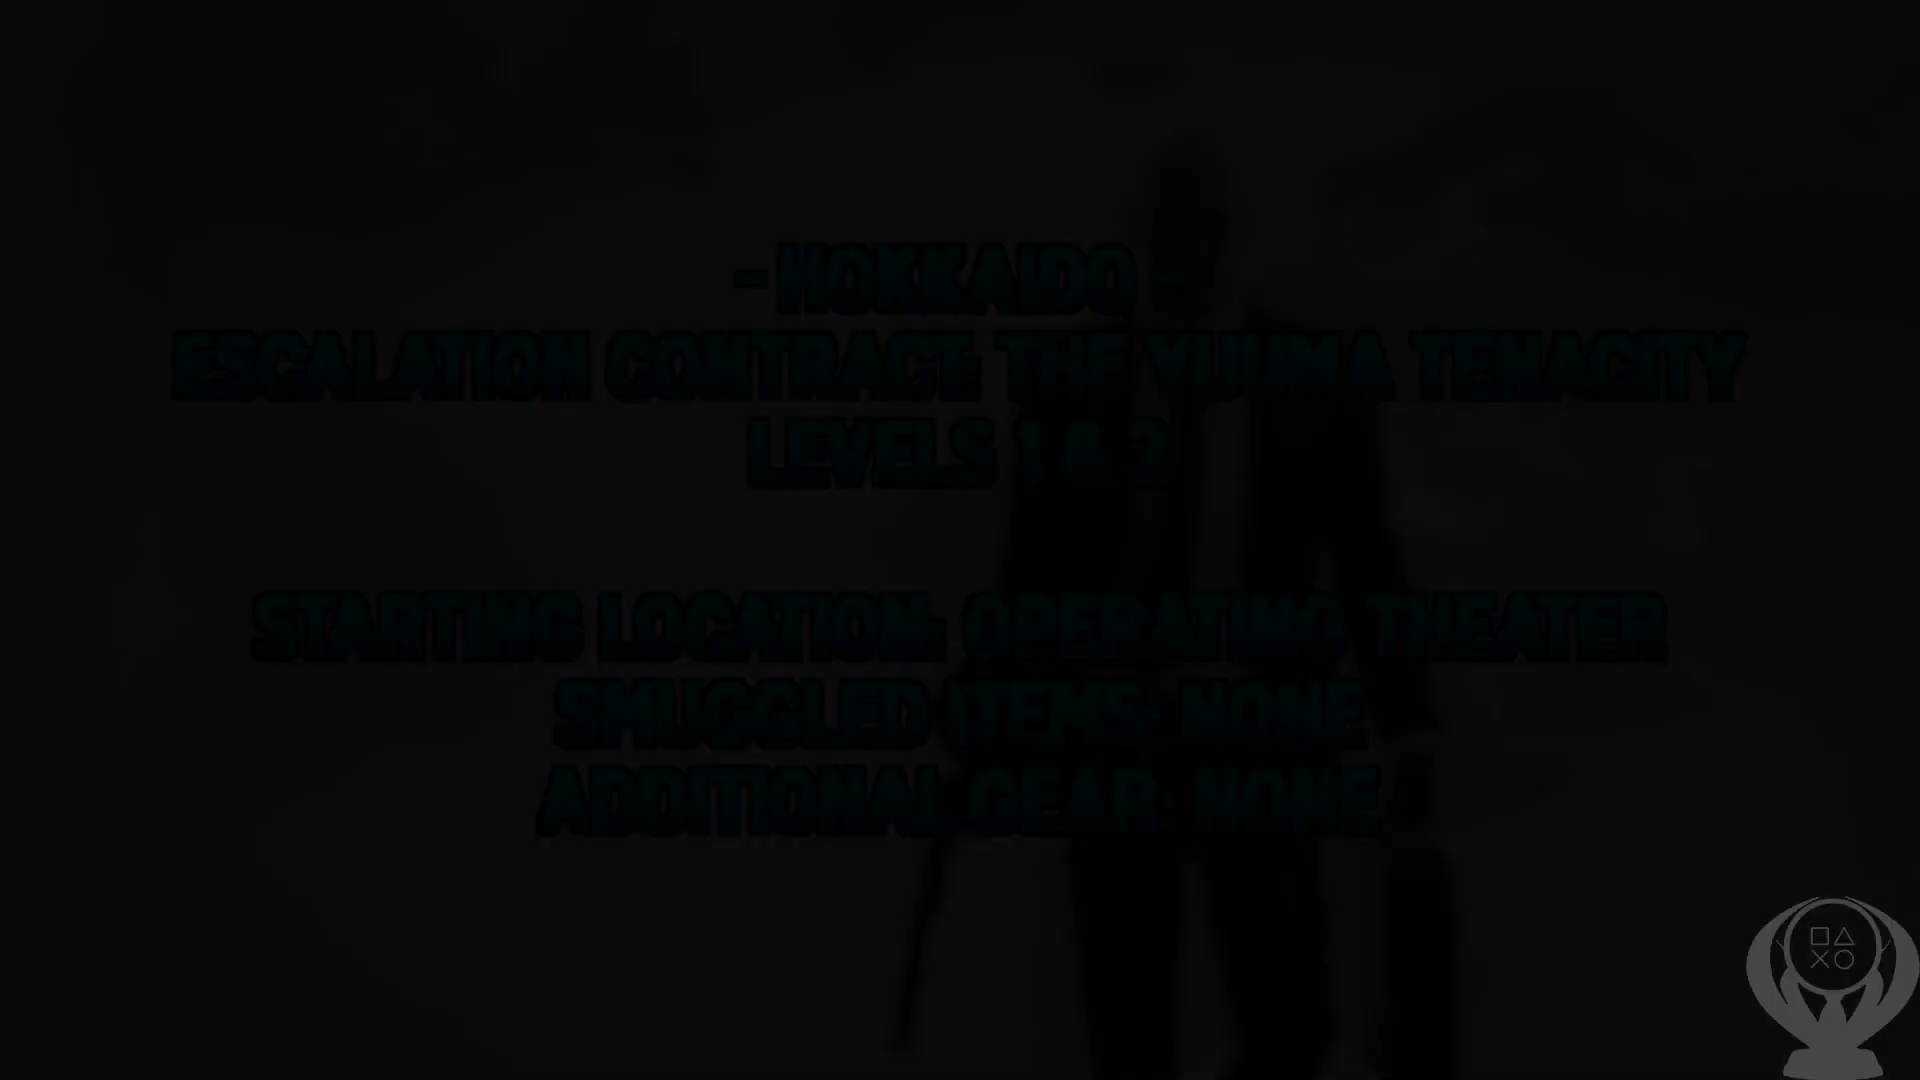 - HOKKAIDO -
ESCALATION CONTRACT: THE YUUMA TENACITY
LEVELS 1 & 2
STARTING LOCATION: OPERATING THEATER
SMUGGLED ITEMS: NONE
ADDITIONAL GEAR: NONE